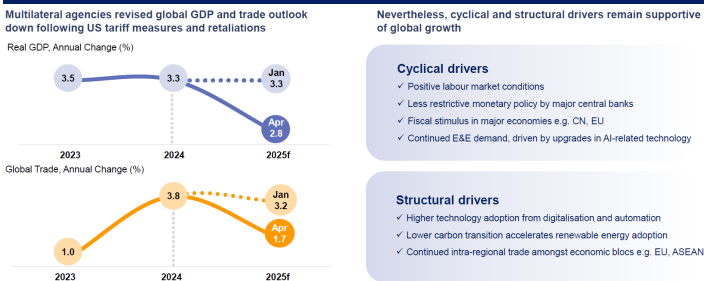 Multilateral agencies revised global GDP and trade outlook
down following US tariff measures and retaliations
Real GDP, Annual Change (%)
3.5
3.3
Jan
3.3
Apr
2.8
2023
2024
2025f
Global Trade, Annual Change (%)
1.0
3.8
Jan
3.2
Apr
1.7
2023
2024
2025f
Nevertheless, cyclical and structural drivers remain supportive
of global growth
Cyclical drivers
✓ Positive labour market conditions
✓ Less restrictive monetary policy by major central banks
✓ Fiscal stimulus in major economies e.g. CN, EU
✓ Continued E&E demand, driven by upgrades in AI-related technology
Structural drivers
✓ Higher technology adoption from digitalisation and automation
✓ Lower carbon transition accelerates renewable energy adoption
✓ Continued intra-regional trade amongst economic blocs e.g. EU, ASEAN